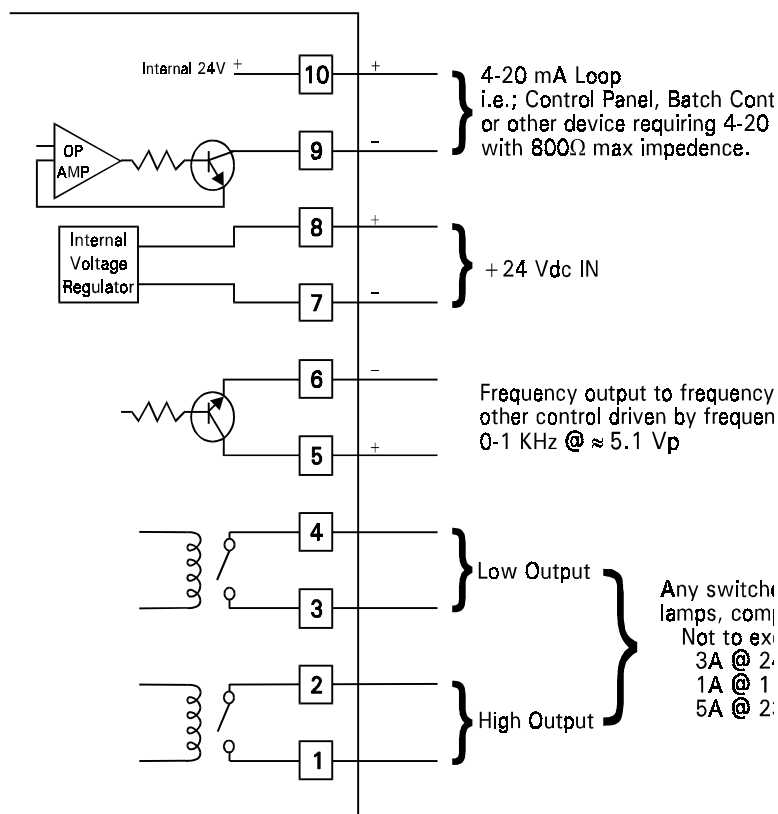 Internal 24V +
10
+
4-20 mA Loop
i.e.; Control Panel, Batch Cont
or other device requiring 4-20
with 800Ω max impedence.
OP
AMP
9
−
8
+
Internal
Voltage
Regulator
+24 Vdc IN
7
−
6
−
Frequency output to frequency
other control driven by frequen
0-1 KHz @ ≈ 5.1 Vp
5
+
4
Low Output
3
Any switche
lamps, comp
Not to exc
3A @ 24
1A @ 1
5A @ 23
2
High Output
1